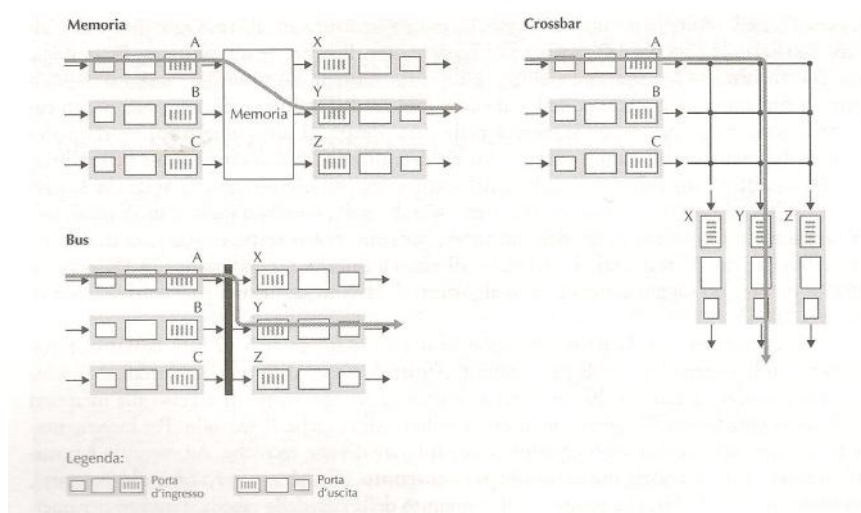 Memoria
A
X
B
Memoria
Y
C
Z
Crossbar
A
B
C
X
Y
Z
Bus
A
X
B
Y
C
Z
Legenda:
Porta
d'ingresso
Porta
d'uscita